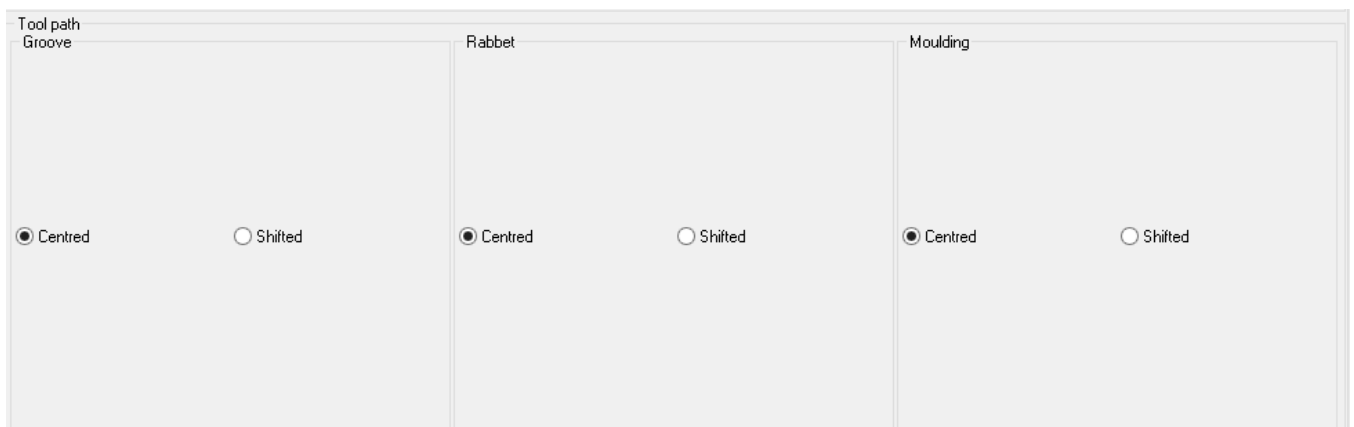 Tool path
Groove
Rabbet
Moulding
Centred
Shifted
Centred
Shifted
Centred
Shifted